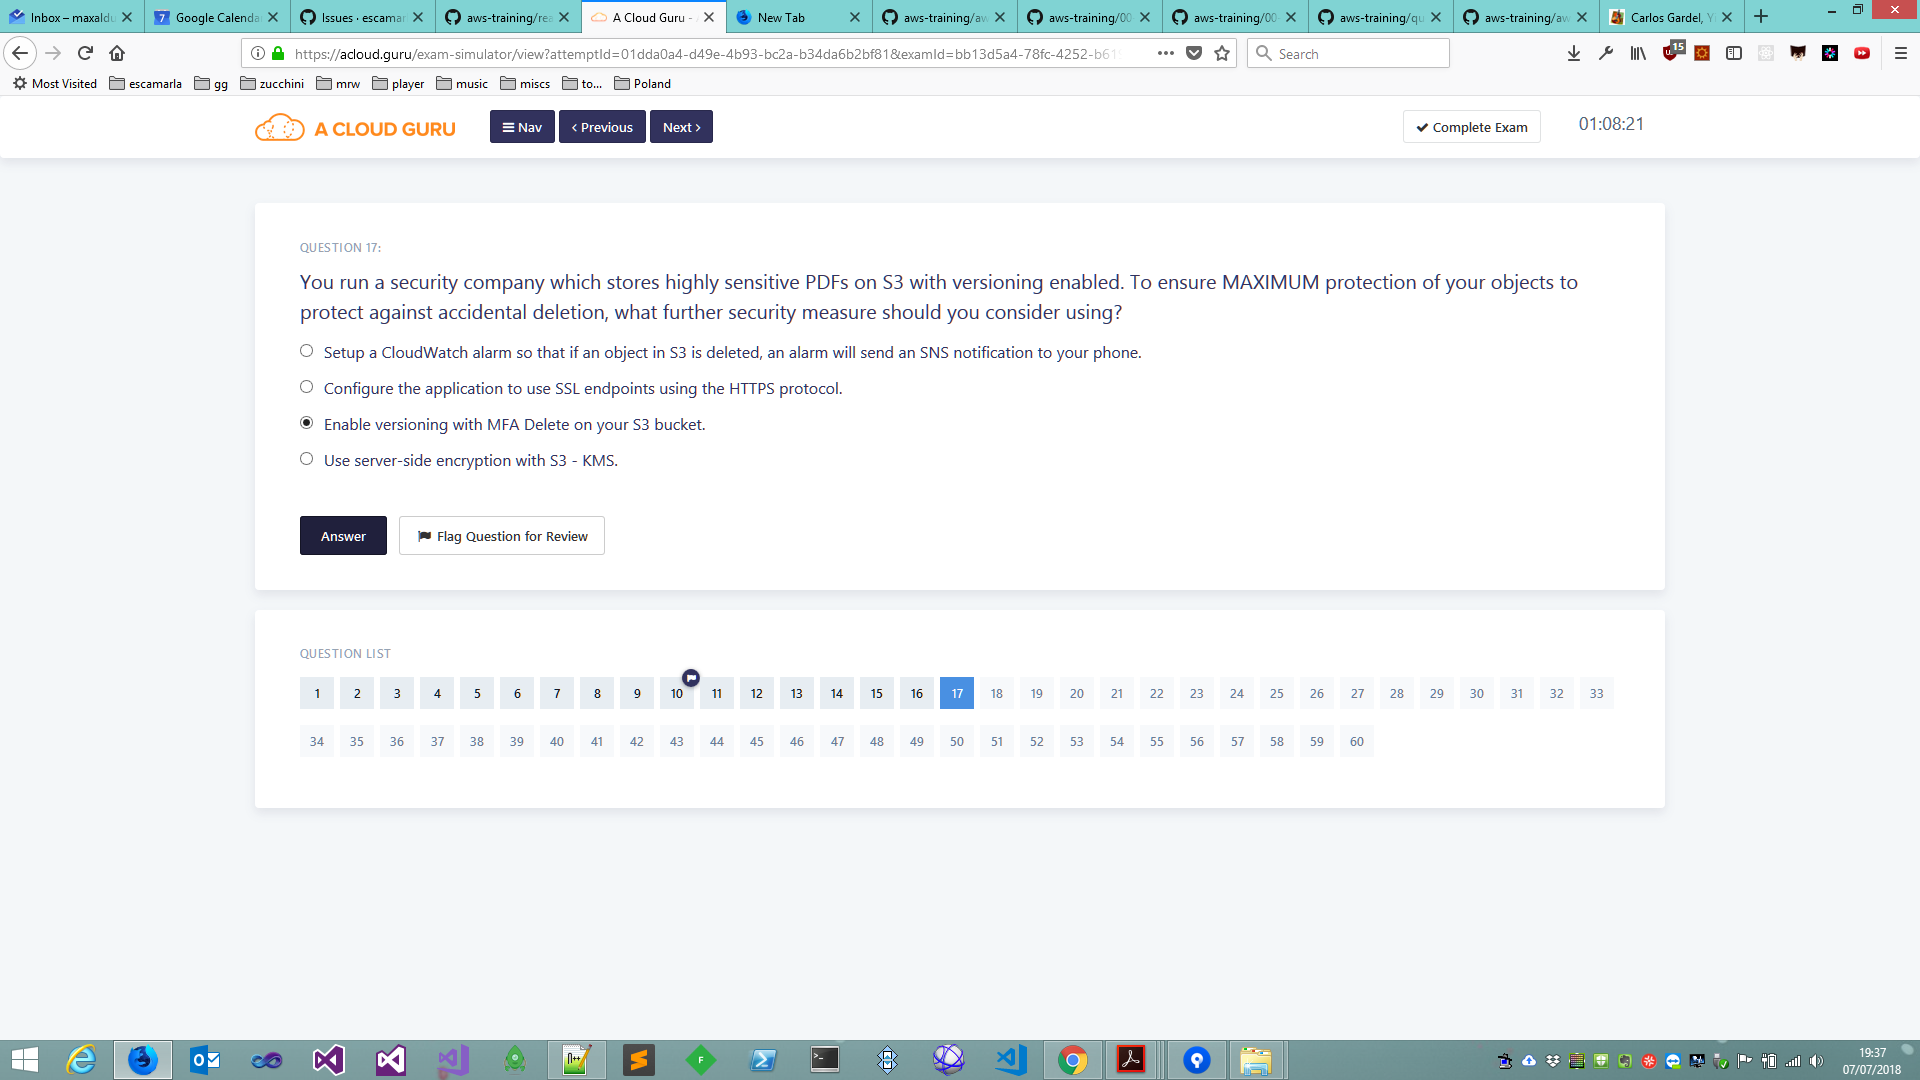 Inbox – maxaldu
Google Calenda
Issues · escamar
aws-training/rea
A Cloud Guru -
New Tab
aws-training/aw
aws-training/00
aws-training/00
aws-training/qu
aws-training/aw
Carlos Gardel, Y
https://acloud.guru/exam-simulator/view?attemptId=01dda0a4-d49e-4b93-bc2a-b34da6b2bf81&examId=bb13d5a4-78fc-4252-b61
Search
15
Most Visited
escamarla
gg
zucchini
mrw
player
music
miscs
to...
Poland
A CLOUD GURU
Nav
‹ Previous
Next ›
Complete Exam
01:08:21
QUESTION 17:
You run a security company which stores highly sensitive PDFs on S3 with versioning enabled. To ensure MAXIMUM protection of your objects to
protect against accidental deletion, what further security measure should you consider using?
Setup a CloudWatch alarm so that if an object in S3 is deleted, an alarm will send an SNS notification to your phone.
Configure the application to use SSL endpoints using the HTTPS protocol.
Enable versioning with MFA Delete on your S3 bucket.
Use server-side encryption with S3 - KMS.
Answer
Flag Question for Review
QUESTION LIST
1 2 3 4 5 6 7 8 9 10 11 12 13 14 15 16 17 18 19 20 21 22 23 24 25 26 27 28 29 30 31 32 33
34 35 36 37 38 39 40 41 42 43 44 45 46 47 48 49 50 51 52 53 54 55 56 57 58 59 60
19:37
07/07/2018